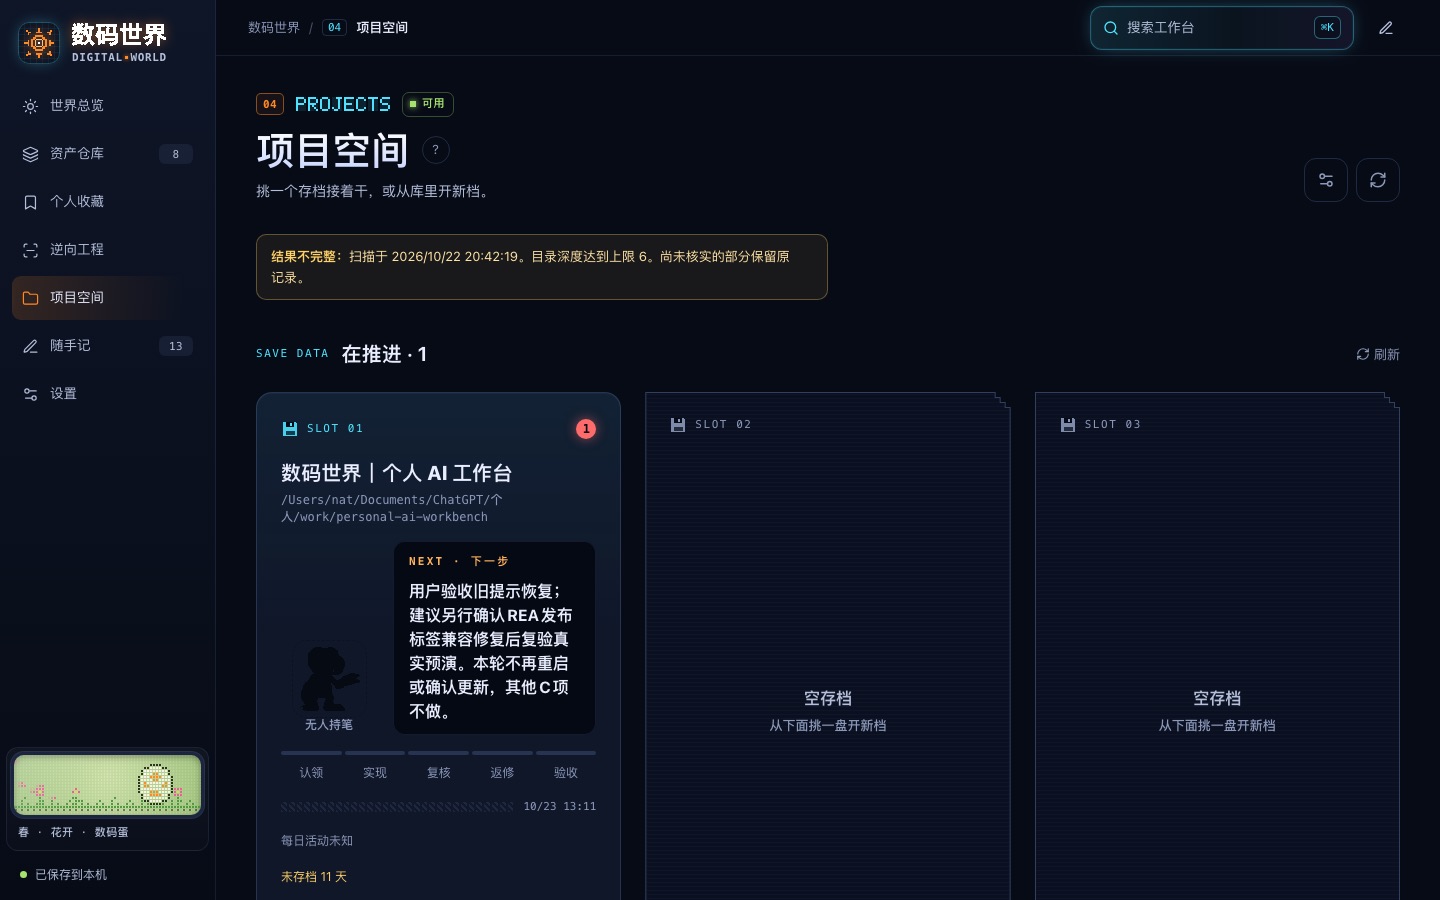 数码世界
DIGITAL▪WORLD
世界总览
资产仓库 8
个人收藏
逆向工程
项目空间
随手记 13
设置
春 · 花开 · 数码蛋
已保存到本机
数码世界 / 04 项目空间
搜索工作台 ⌘K
04 PROJECTS 可用
项目空间 ?
挑一个存档接着干，或从库里开新档。
结果不完整：扫描于 2026/10/22 20:42:19。目录深度达到上限 6。尚未核实的部分保留原
记录。
SAVE DATA 在推进 · 1
刷新
SLOT 01 1
数码世界｜个人 AI 工作台
/Users/nat/Documents/ChatGPT/个
人/work/personal-ai-workbench
NEXT · 下一步
用户验收旧提示恢复；
建议另行确认 REA 发布
标签兼容修复后复验真
实预演。本轮不再重启
或确认更新，其他 C 项
不做。
无人持笔
认领 实现 复核 返修 验收
10/23 13:11
每日活动未知
未存档 11 天
SLOT 02
空存档
从下面挑一盘开新档
SLOT 03
空存档
从下面挑一盘开新档